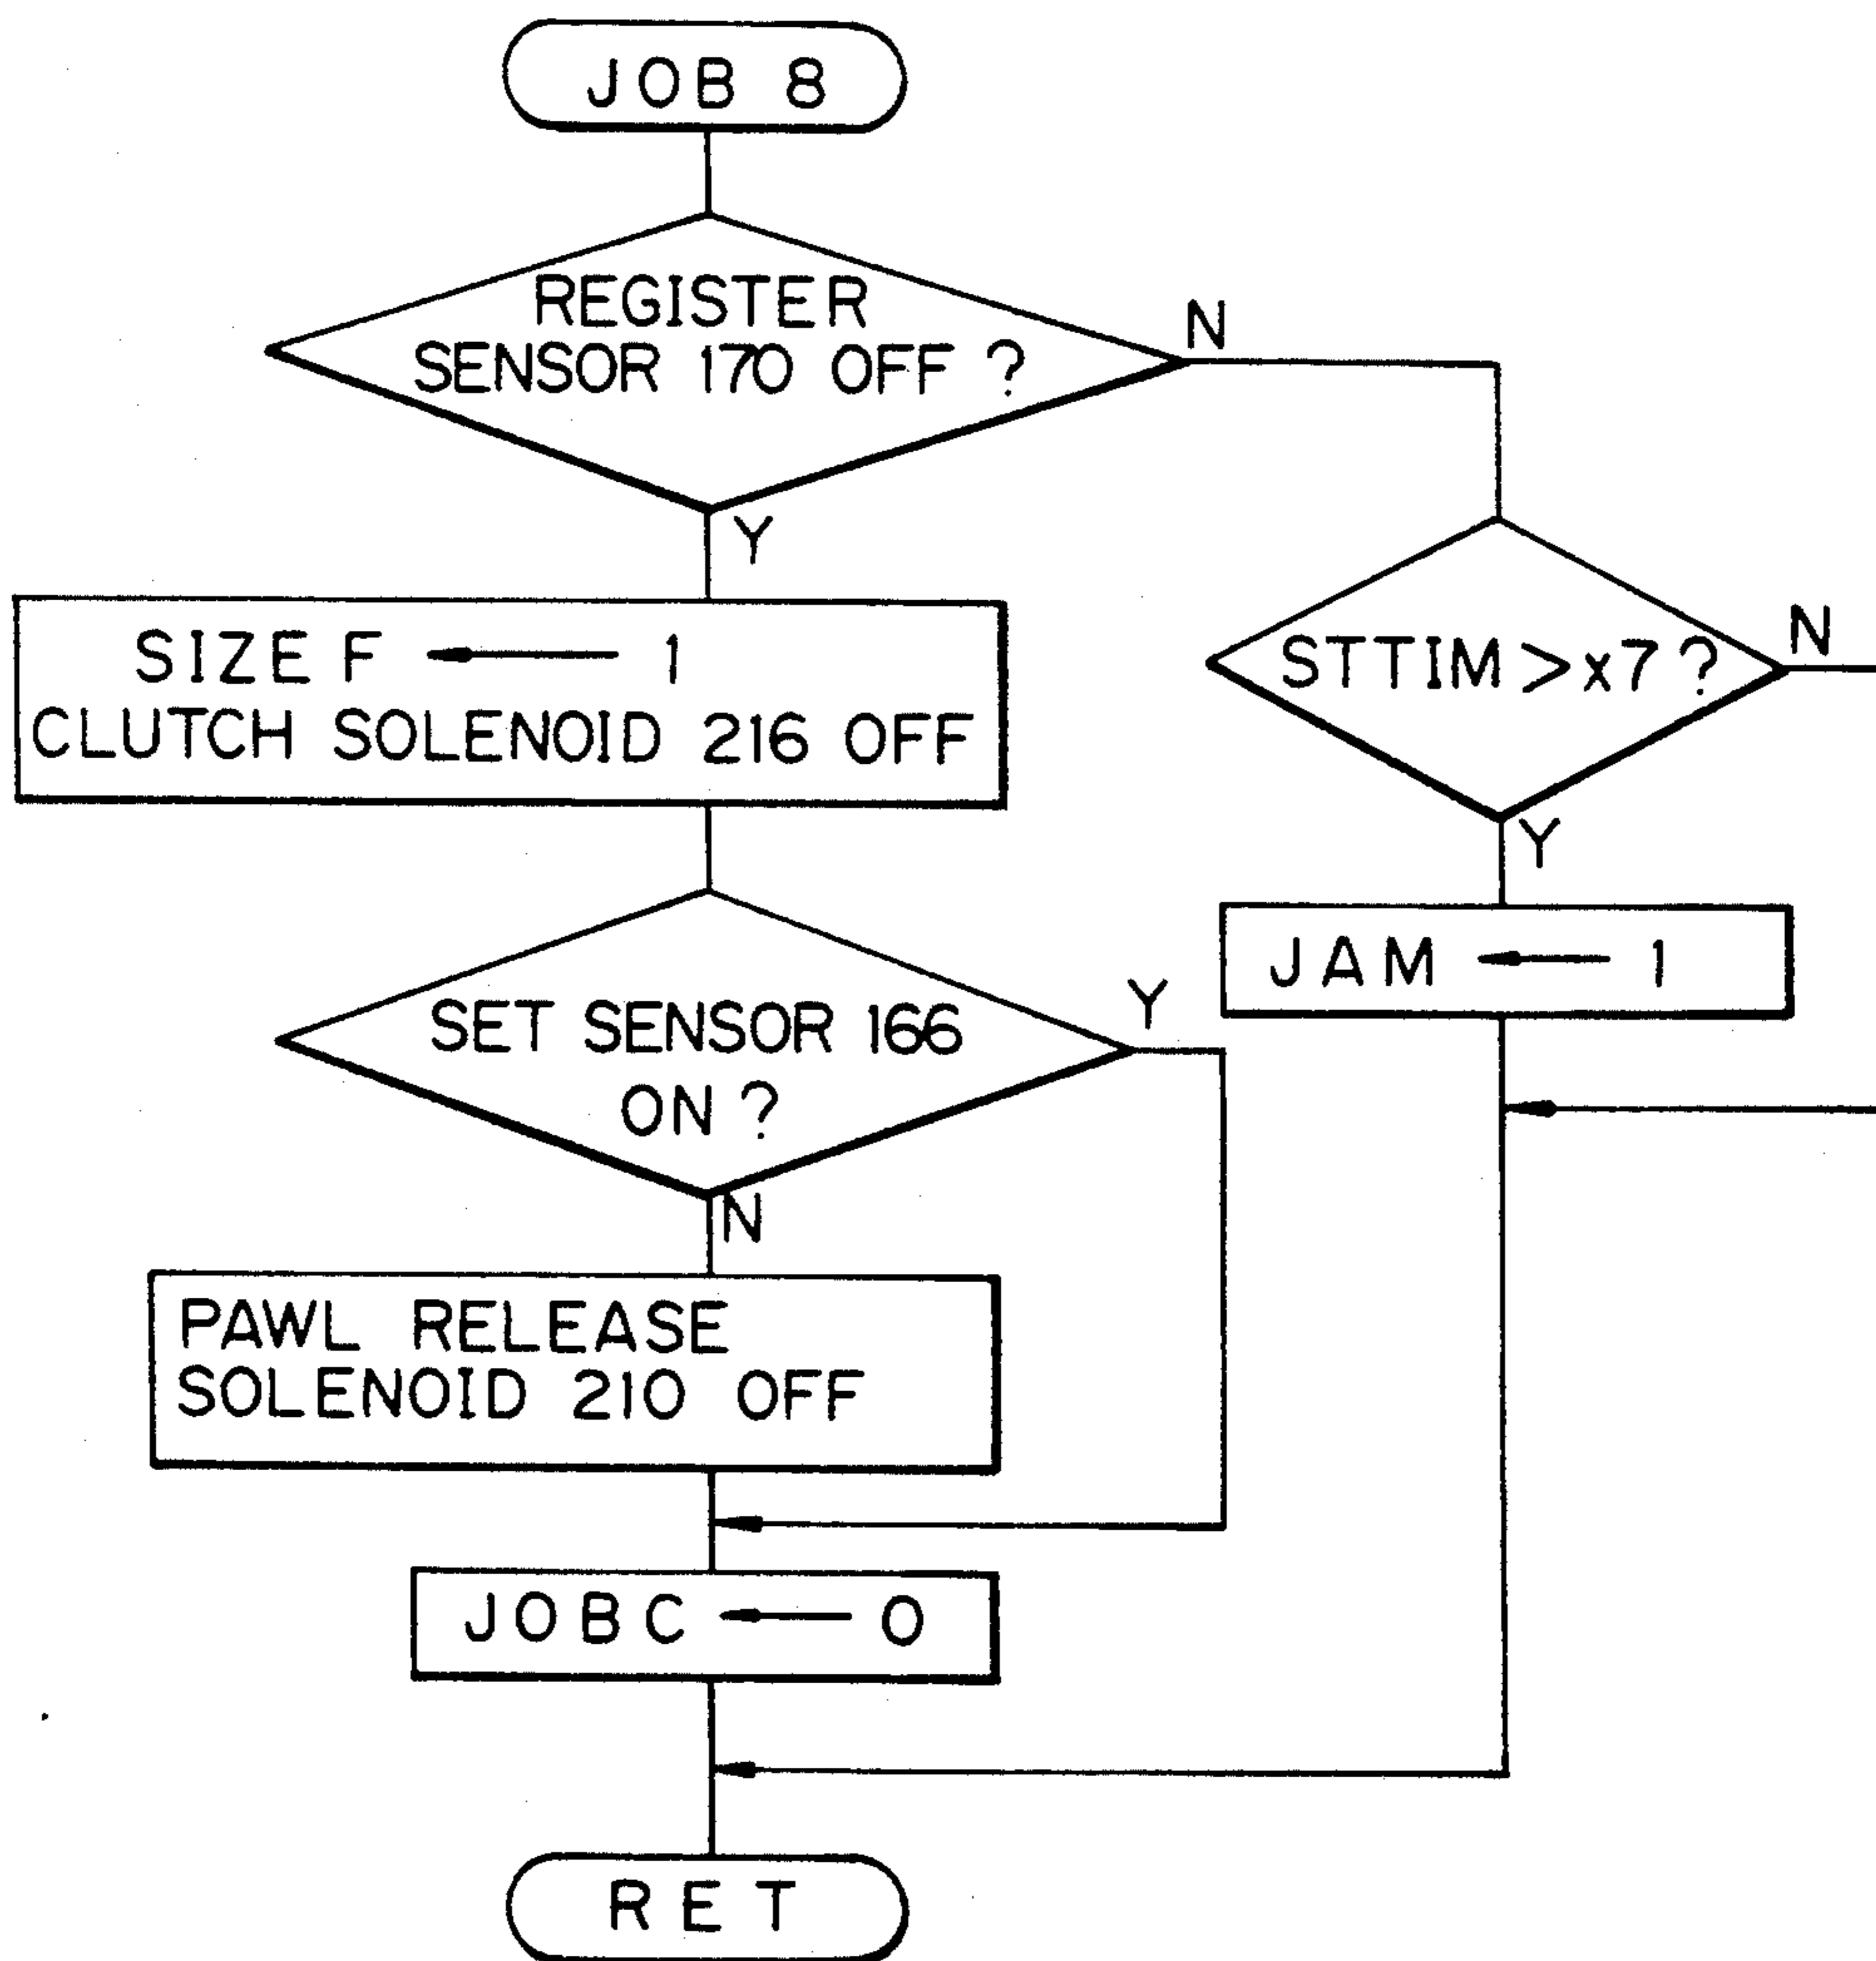 JOB 8
REGISTER
SENSOR 170 OFF ?
N
Y
SIZE F ← 1
CLUTCH SOLENOID 216 OFF
STTIM > x7 ?
N
Y
JAM ← 1
SET SENSOR 166
ON ?
Y
N
PAWL RELEASE
SOLENOID 210 OFF
JOBC ← 0
RET